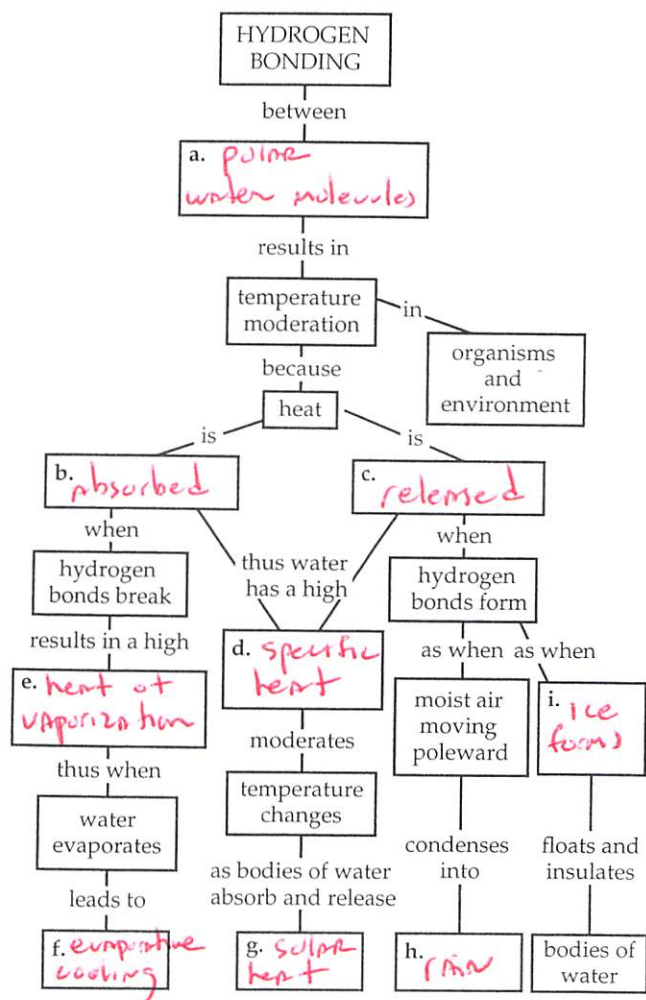 HYDROGEN
BONDING
between
a. polar
water molecules
results in
temperature
moderation
in
organisms
and
environment
because
heat
is
is
b. absorbed
c. released
when
thus water
has a high
when
hydrogen
bonds break
hydrogen
bonds form
results in a high
d. specific
heat
as when
as when
e. heat of
vaporization
moist air
moving
poleward
i. ice
forms
moderates
thus when
temperature
changes
water
evaporates
condenses
into
floats and
insulates
as bodies of water
absorb and release
leads to
f. evaporative
cooling
g. solar
heat
h. rain
bodies of
water